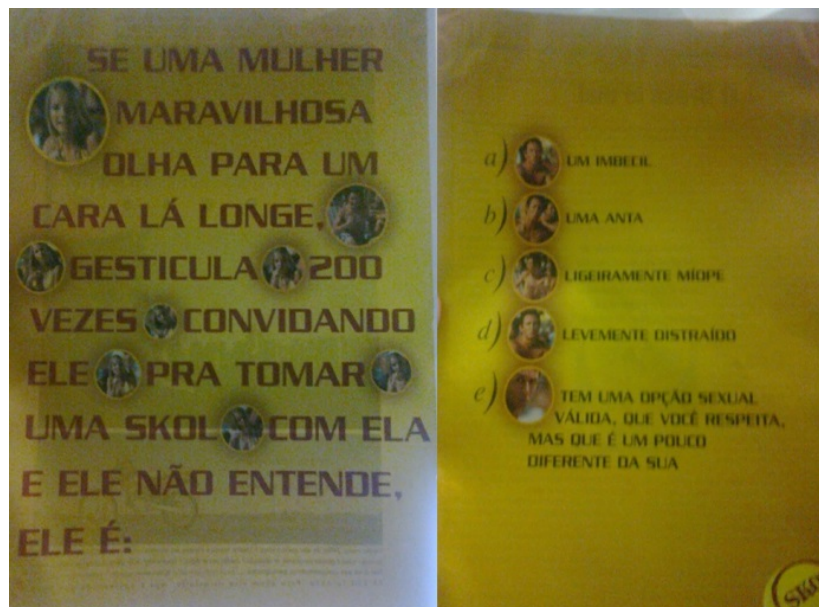 SE UMA MULHER
MARAVILHOSA
OLHA PARA UM
CARA LÁ LONGE,
GESTICULA 200
VEZES CONVIDANDO
ELE PRA TOMAR
UMA SKOL COM ELA
E ELE NÃO ENTENDE,
ELE É:
a) UM IMBECIL
b) UMA ANTA
c) LIGEIRAMENTE MÍOPE
d) LEVEMENTE DISTRAÍDO
e) TEM UMA OPÇÃO SEXUAL
VÁLIDA, QUE VOCÊ RESPEITA,
MAS QUE É UM POUCO
DIFERENTE DA SUA